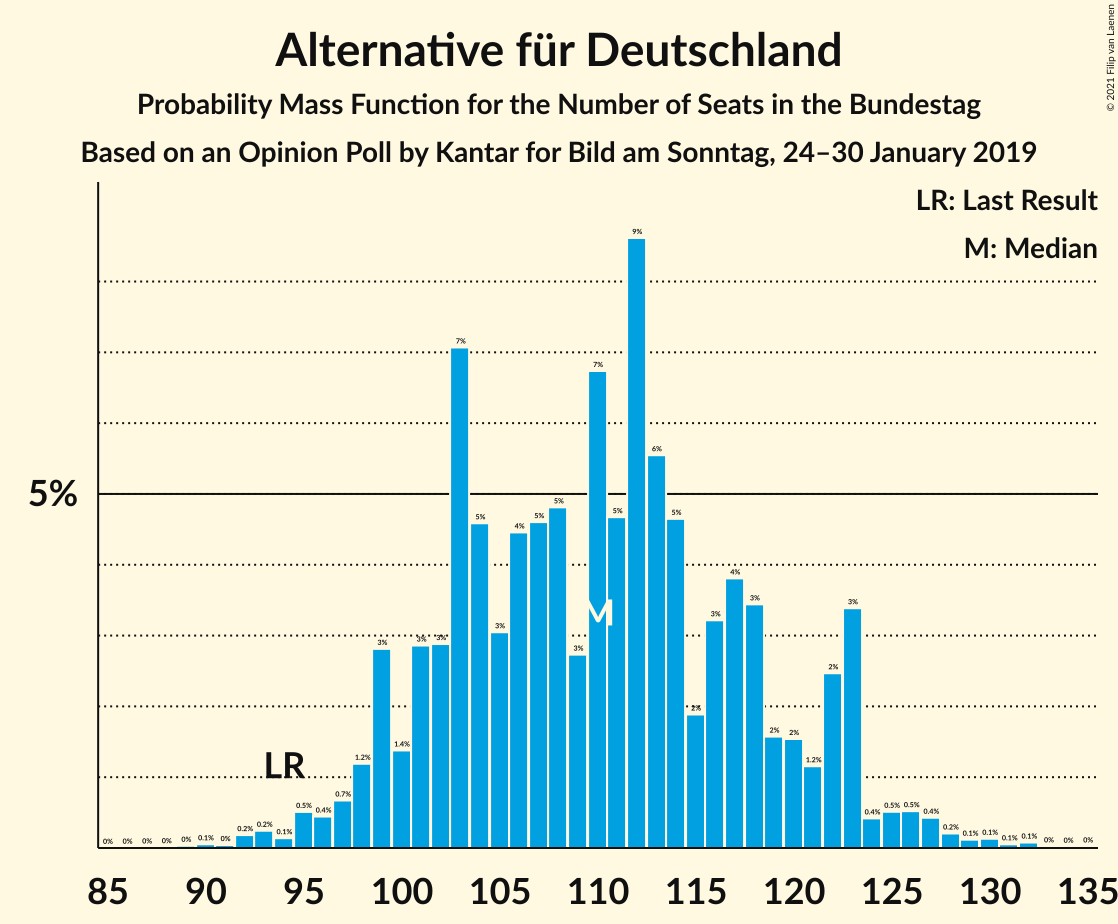 Alternative für Deutschland
Probability Mass Function for the Number of Seats in the Bundestag
Based on an Opinion Poll by Kantar for Bild am Sonntag, 24–30 January 2019
© 2021 Filip van Laenen
LR: Last Result
M: Median
5%
0% 0% 0% 0% 0% 0.1% 0% 0.2% 0.2% 0.1% 0.5% 0.4% 0.7% 1.2% 3% 1.4% 3% 3% 7% 5% 3% 4% 5% 5% 3% 7% 5% 9% 6% 5% 2% 3% 4% 3% 2% 2% 1.2% 2% 3% 0.4% 0.5% 0.5% 0.4% 0.2% 0.1% 0.1% 0.1% 0.1% 0% 0% 0%
LR
M
85 90 95 100 105 110 115 120 125 130 135